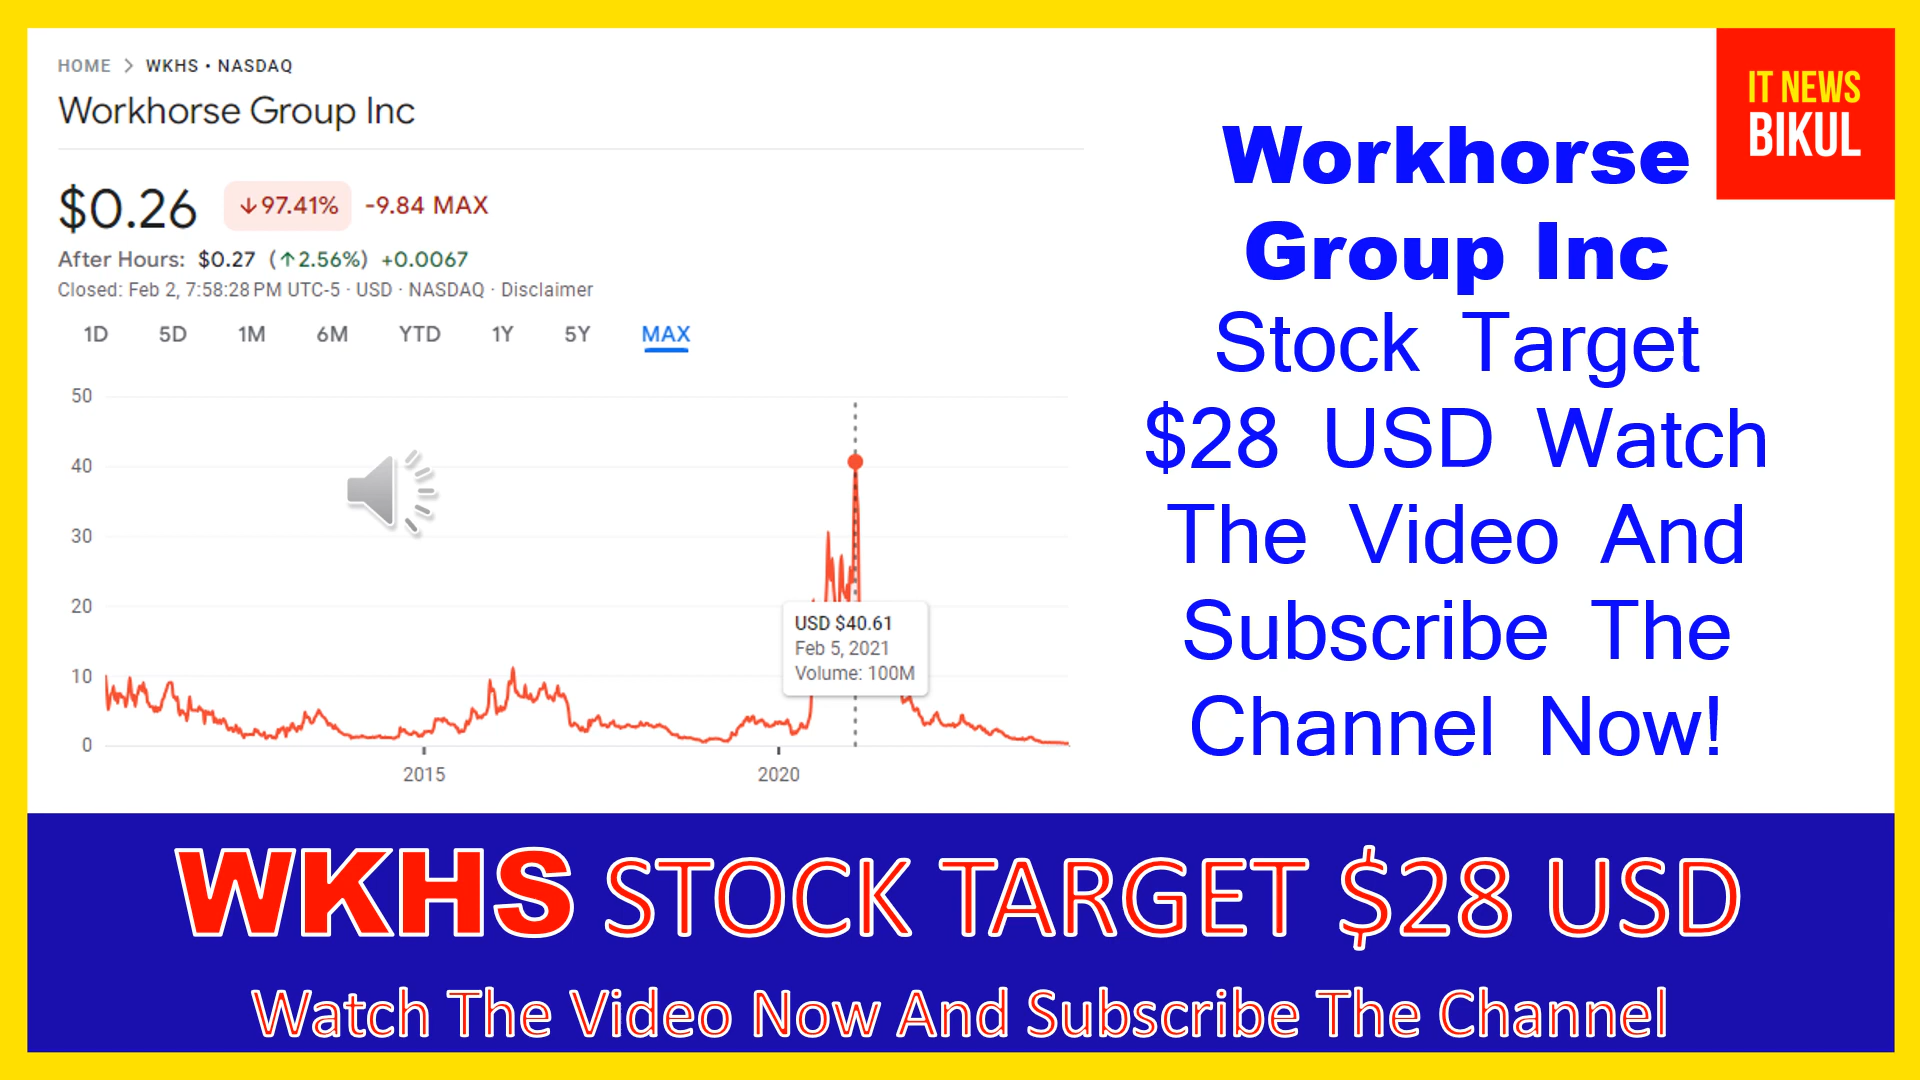 HOME > WKHS • NASDAQ
Workhorse Group Inc
$0.26 ↓97.41% -9.84 MAX
After Hours: $0.27 (↑2.56%) +0.0067
Closed: Feb 2, 7:58:28 PM UTC-5 · USD · NASDAQ · Disclaimer
1D 5D 1M 6M YTD 1Y 5Y MAX
50
40
30
20
10
0
USD $40.61
Feb 5, 2021
Volume: 100M
2015 2020
IT NEWS
BIKUL
Workhorse
Group Inc
Stock Target
$28 USD Watch
The Video And
Subscribe The
Channel Now!
WKHS STOCK TARGET $28 USD
Watch The Video Now And Subscribe The Channel